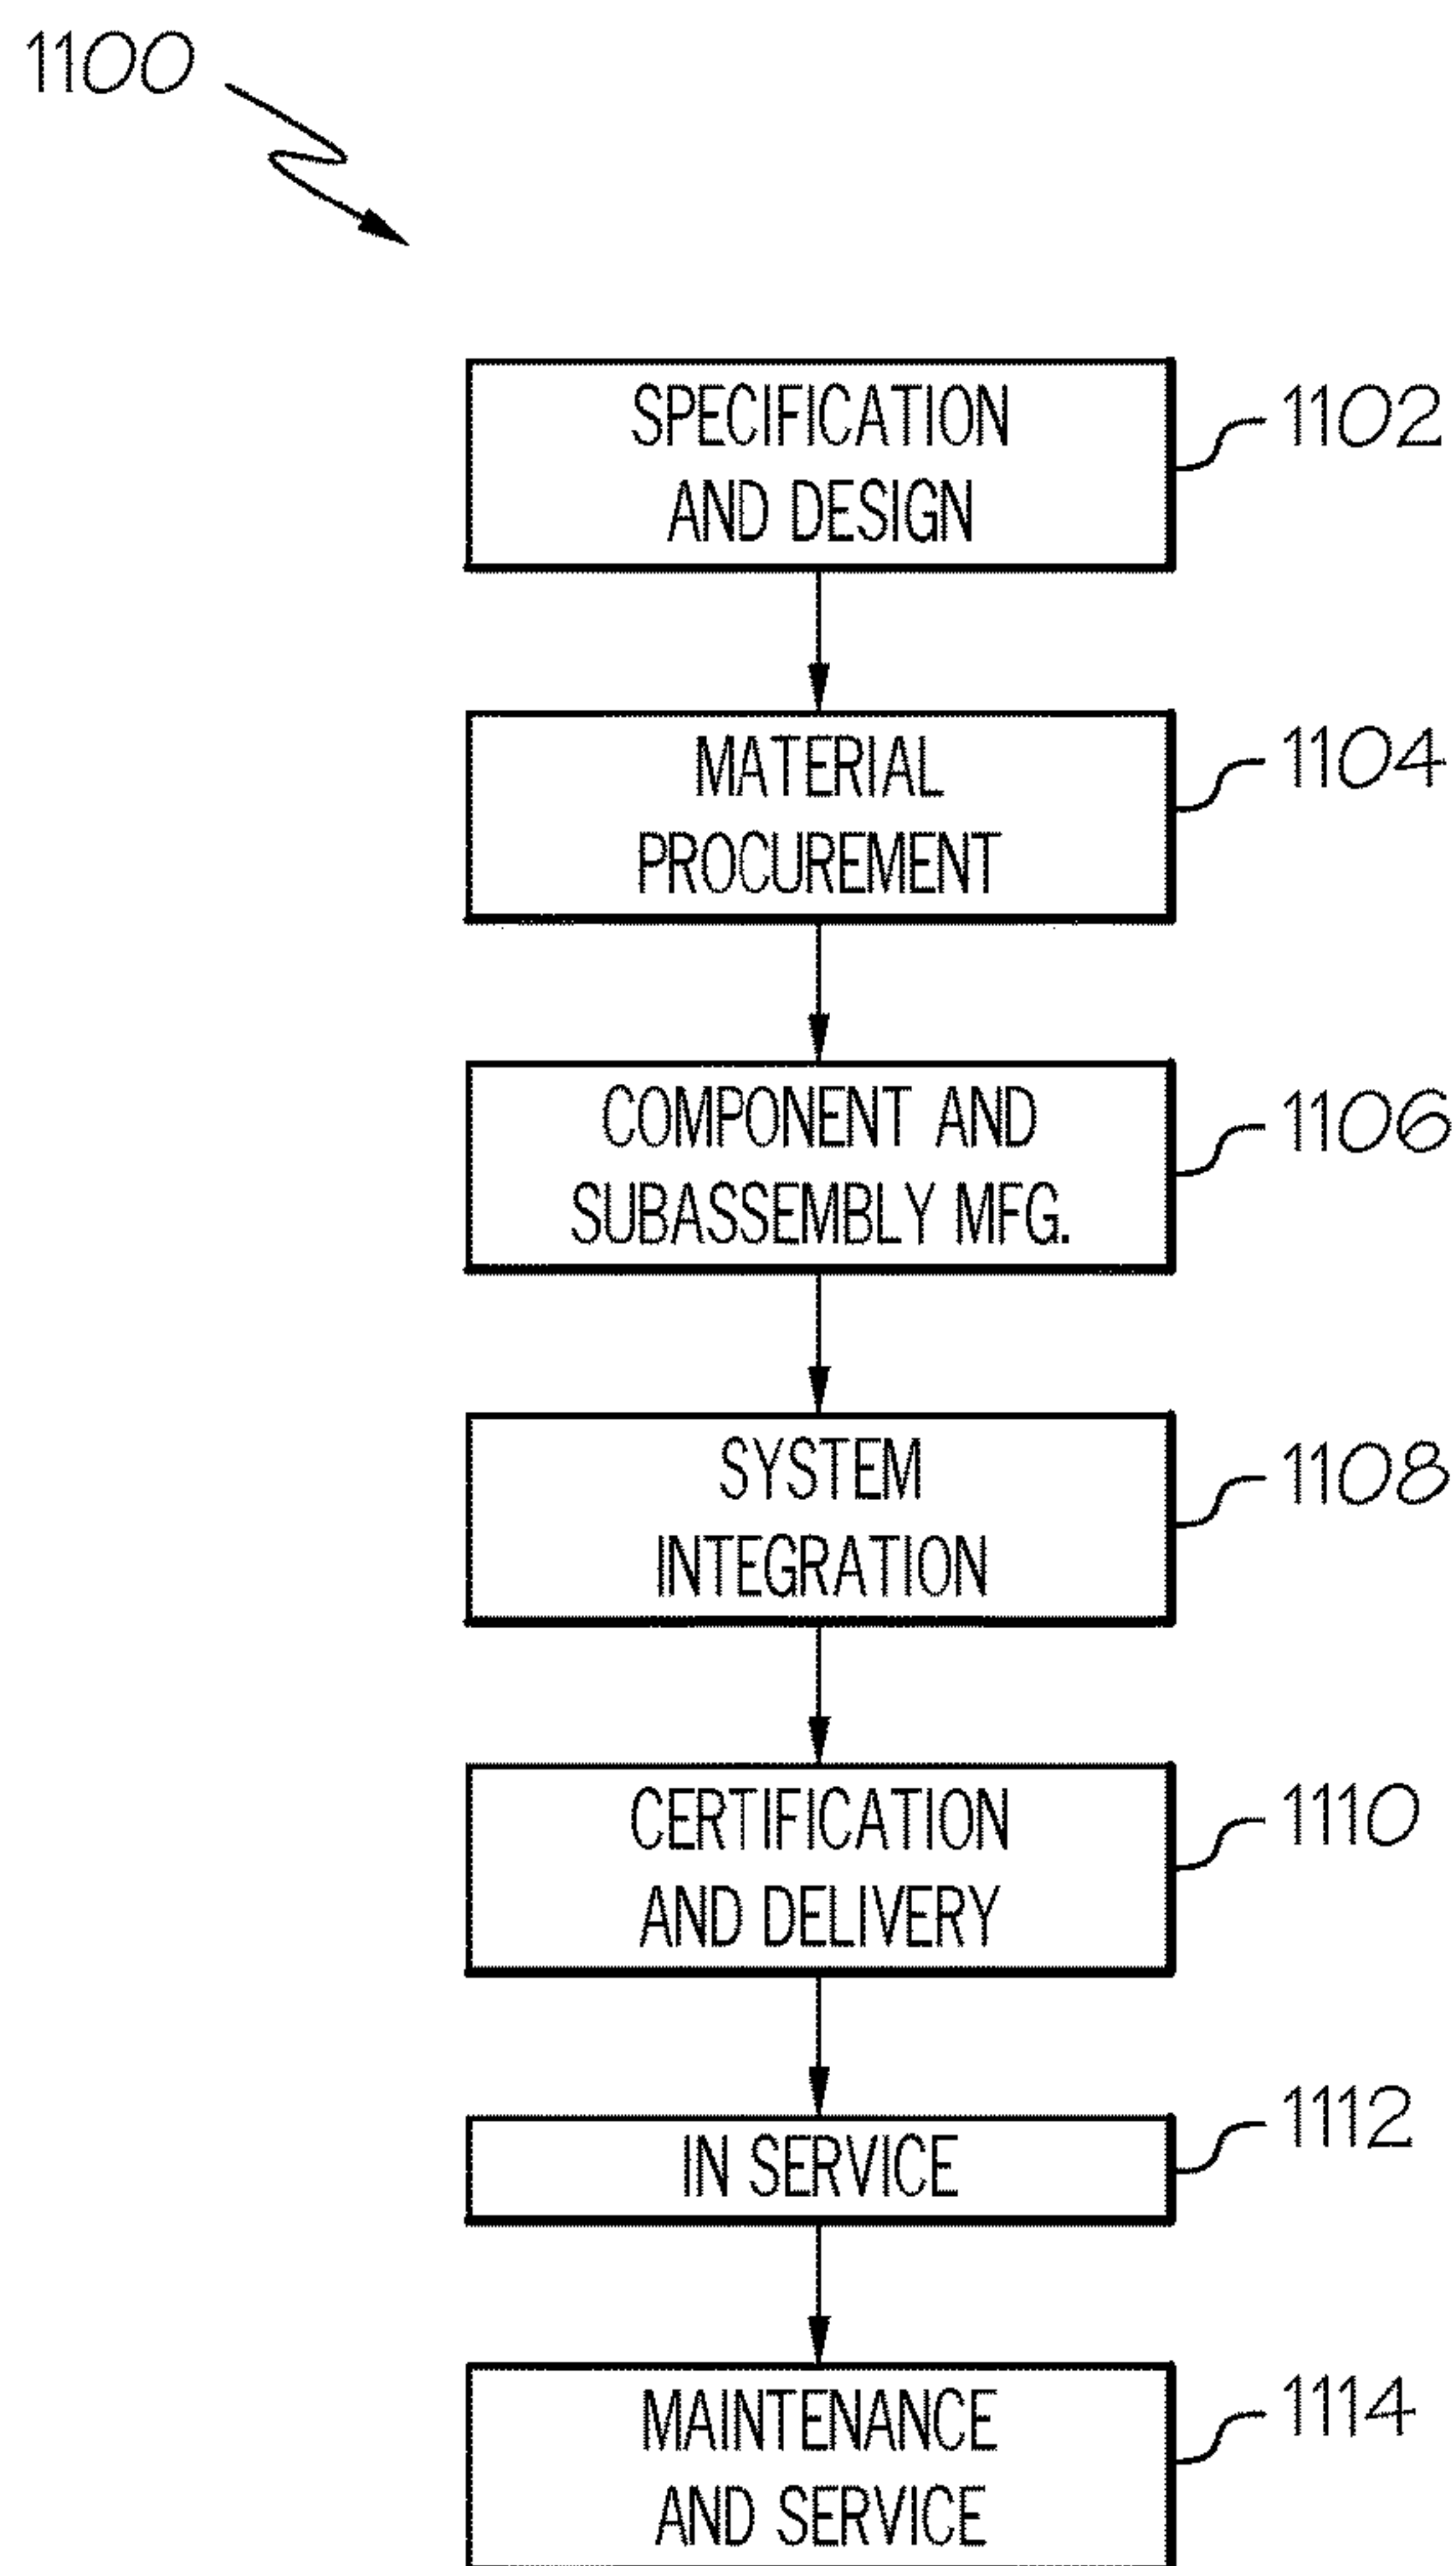 1100
SPECIFICATION
AND DESIGN
1102
MATERIAL
PROCUREMENT
1104
COMPONENT AND
SUBASSEMBLY MFG.
1106
SYSTEM
INTEGRATION
1108
CERTIFICATION
AND DELIVERY
1110
IN SERVICE
1112
MAINTENANCE
AND SERVICE
1114